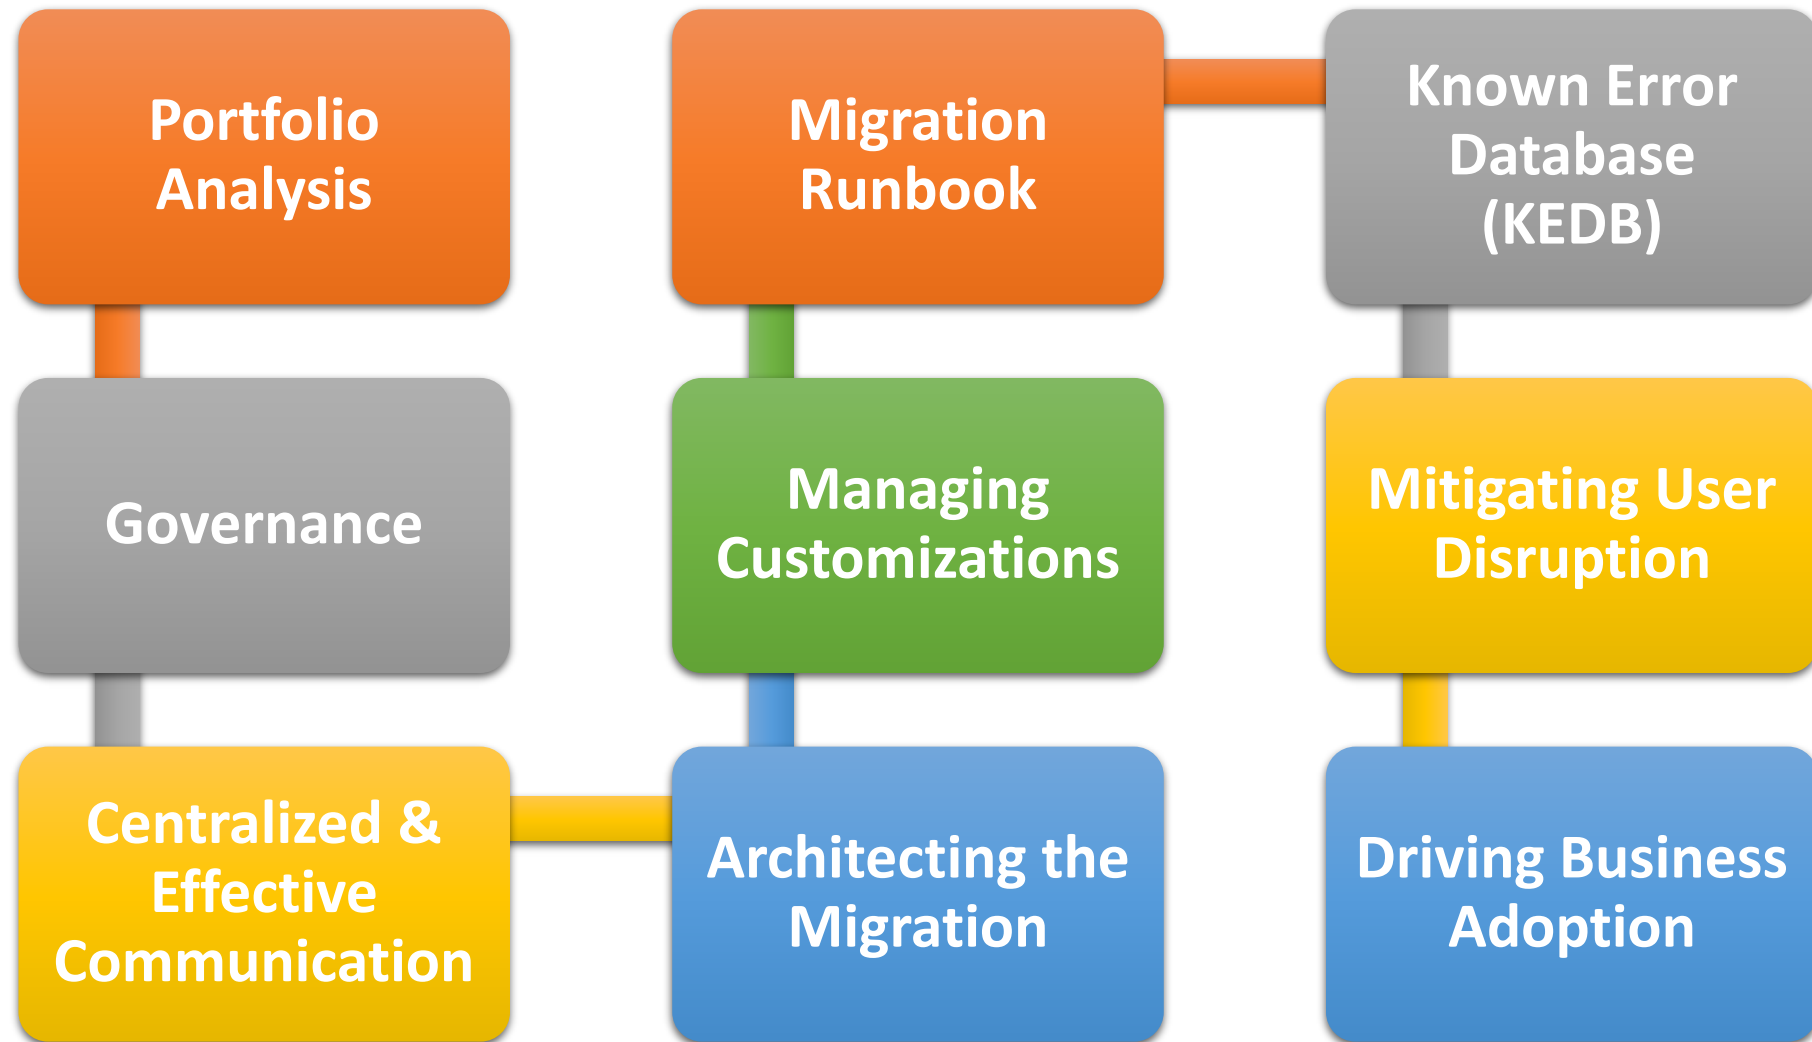 Portfolio
Analysis
Governance
Centralized &
Effective
Communication
Architecting the
Migration
Managing
Customizations
Migration
Runbook
Known Error
Database
(KEDB)
Mitigating User
Disruption
Driving Business
Adoption